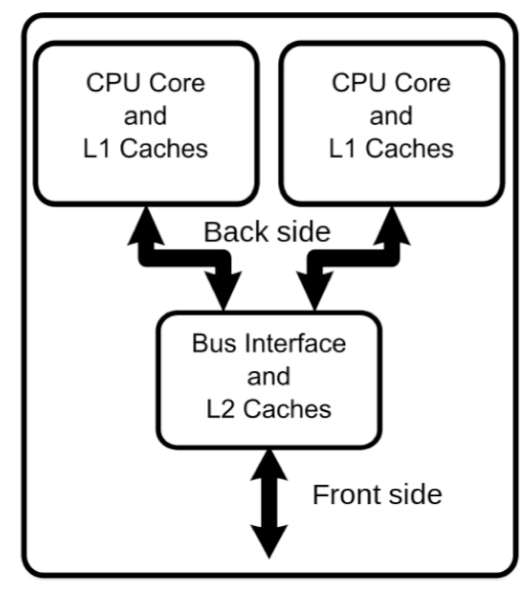 CPU Core
and
L1 Caches
CPU Core
and
L1 Caches
Back side
Bus Interface
and
L2 Caches
Front side